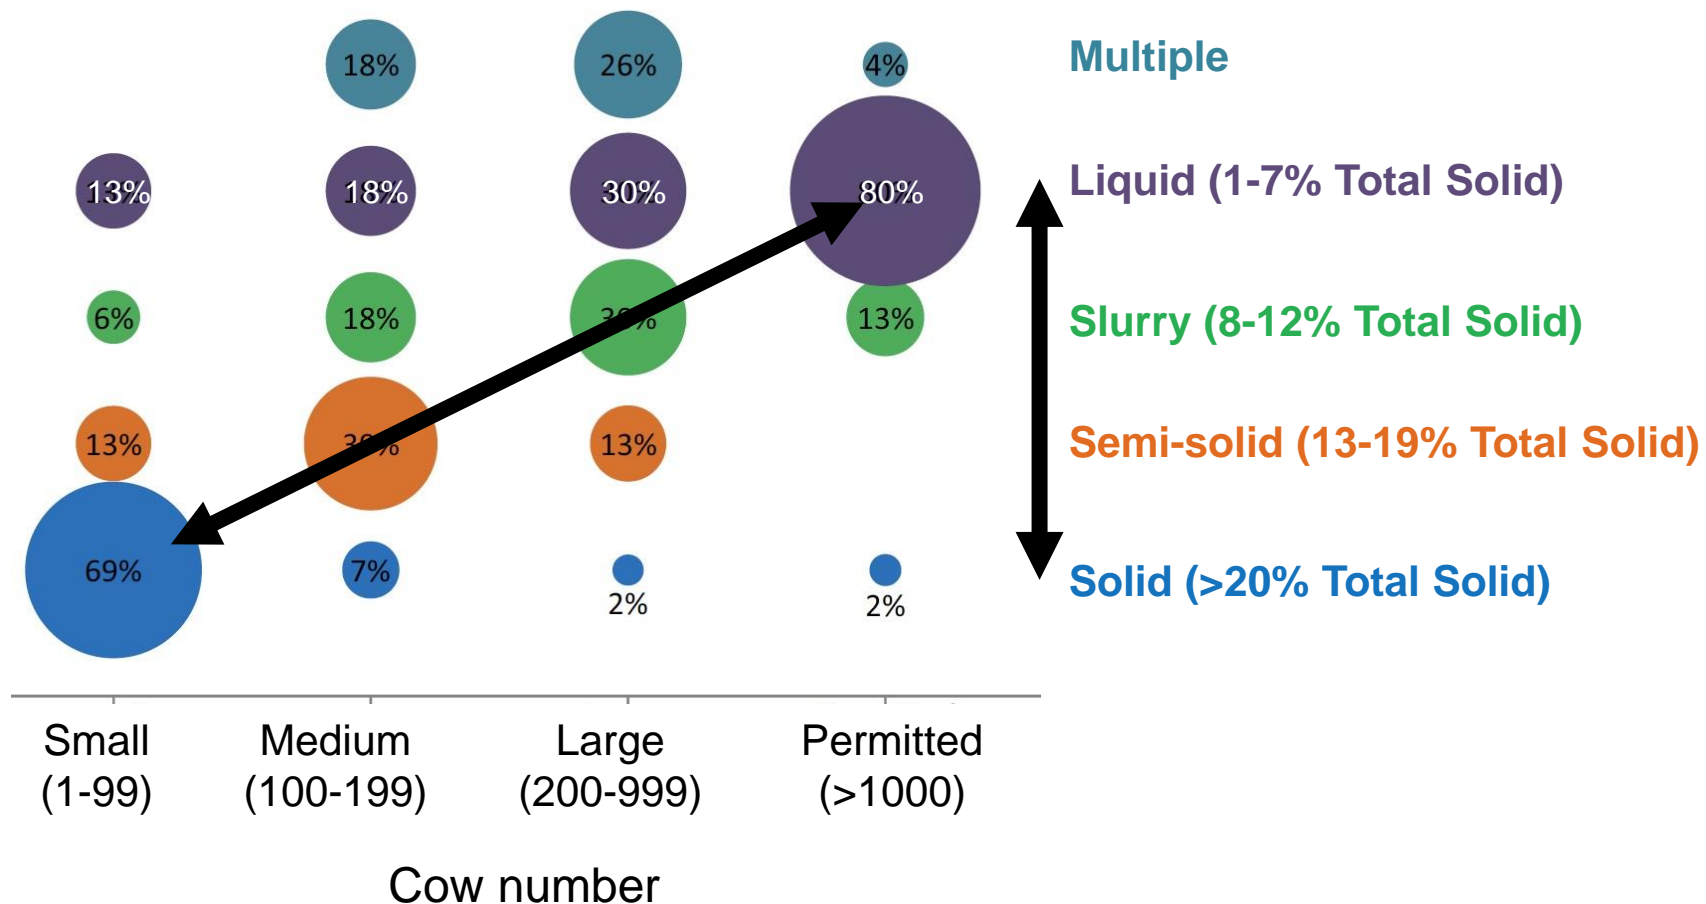 18% 26% 4% Multiple
13% 18% 30% 80% Liquid (1-7% Total Solid)
6% 18% 13% Slurry (8-12% Total Solid)
13% 13% Semi-solid (13-19% Total Solid)
69% 7% 2% 2% Solid (>20% Total Solid)
Small Medium Large Permitted
(1-99) (100-199) (200-999) (>1000)
Cow number